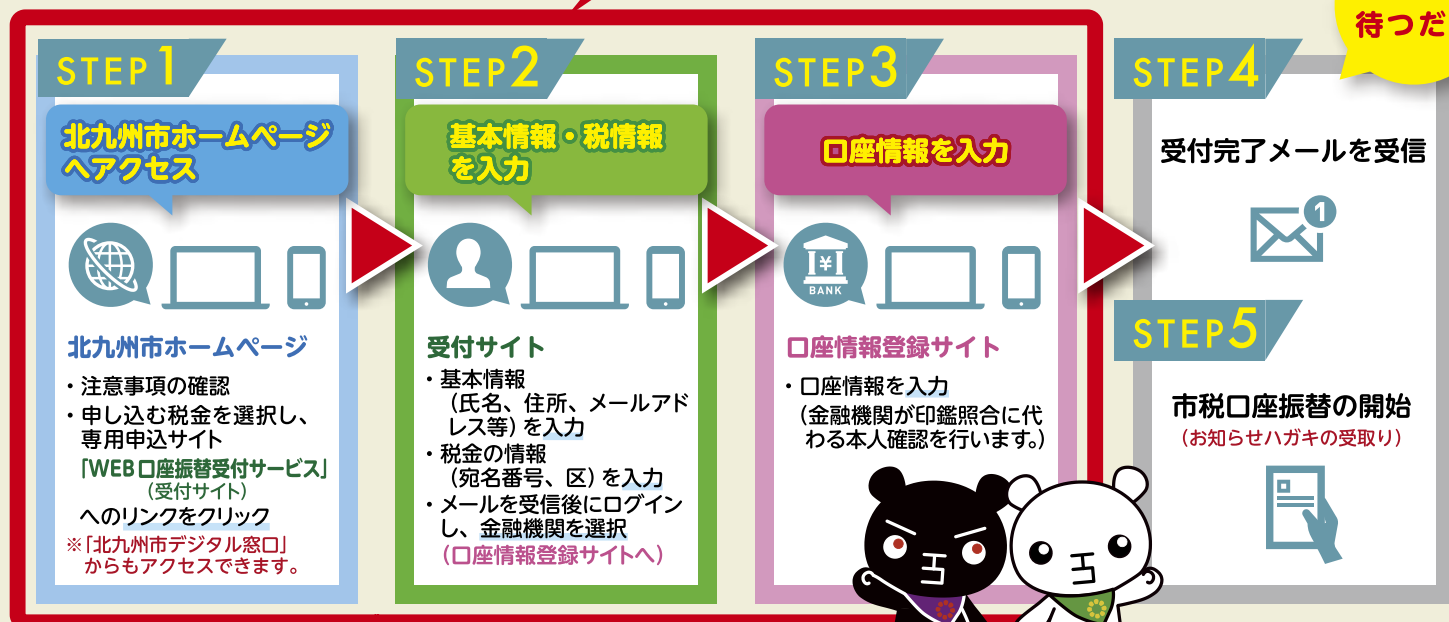 STEP1
北九州市ホームページ
へアクセス
北九州市ホームページ
・注意事項の確認
・申し込む税金を選択し、
専用申込サイト
「WEB口座振替受付サービス」
（受付サイト）
へのリンクをクリック
※「北九州市デジタル窓口」
からもアクセスできます。
STEP2
基本情報・税情報
を入力
受付サイト
・基本情報
（氏名、住所、メールアド
レス等）を入力
・税金の情報
（宛名番号、区）を入力
・メールを受信後にログイン
し、金融機関を選択
（口座情報登録サイトへ）
STEP3
口座情報を入力
¥
BANK
口座情報登録サイト
・口座情報を入力
（金融機関が印鑑照合に代
わる本人確認を行います。）
待つだ
STEP4
受付完了メールを受信
1
STEP5
市税口座振替の開始
（お知らせハガキの受取り）